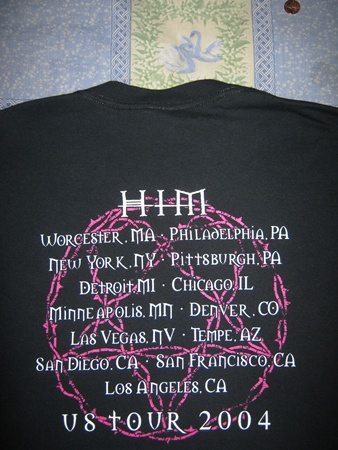 HIM
Worcester, MA · Philadelphia, PA
New York, NY · Pittsburgh, PA
Detroit, MI · Chicago, IL
Minneapolis, MN · Denver, CO
Las Vegas, NV · Tempe, AZ
San Diego, CA · San Francisco, CA
Los Angeles, CA
US TOUR 2004